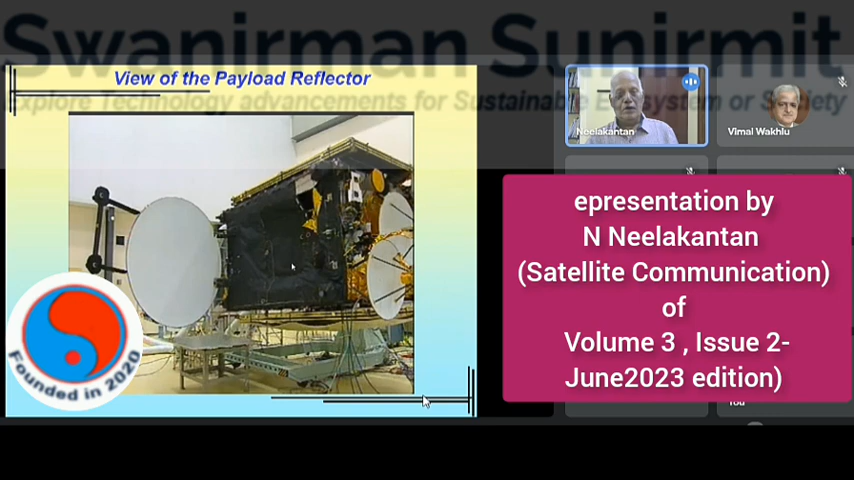 Swanirman Sunirmit
Explore Technology advancements for Sustainable Ecosystem or Society
View of the Payload Reflector
Neelakantan
Vimal Wakhlu
epresentation by
N Neelakantan
(Satellite Communication)
of
Volume 3 , Issue 2-
June2023 edition)
You
Founded in 2020